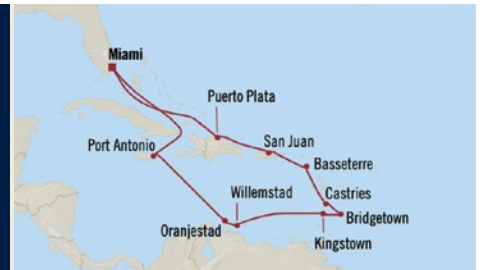 Miami
Puerto Plata
Port Antonio
San Juan
Basseterre
Willemstad
Castries
Bridgetown
Oranjestad
Kingstown